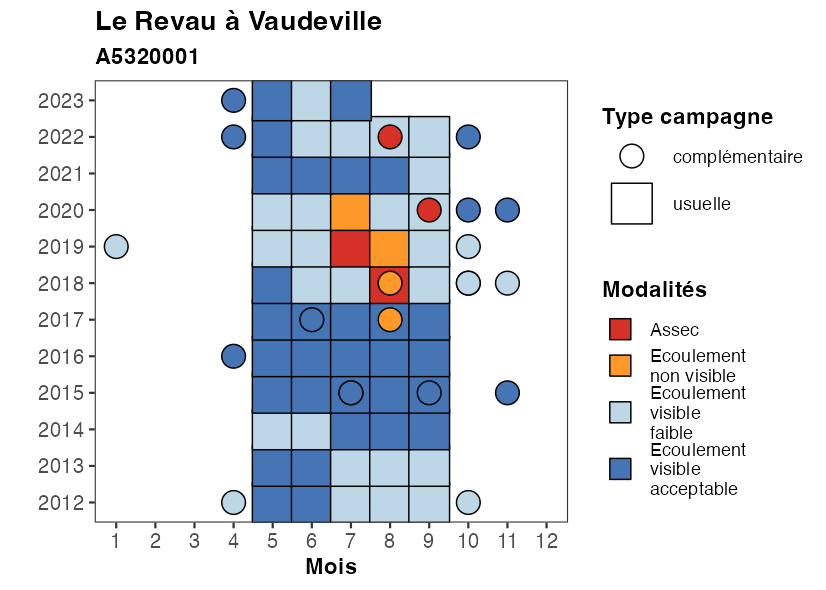 Le Revau à Vaudeville
A5320001
2023
2022
2021
2020
2019
2018
2017
2016
2015
2014
2013
2012
1 2 3 4 5 6 7 8 9 10 11 12
Mois
Type campagne
complémentaire
usuelle
Modalités
Assec
Ecoulement
non visible
Ecoulement
visible
faible
Ecoulement
visible
acceptable